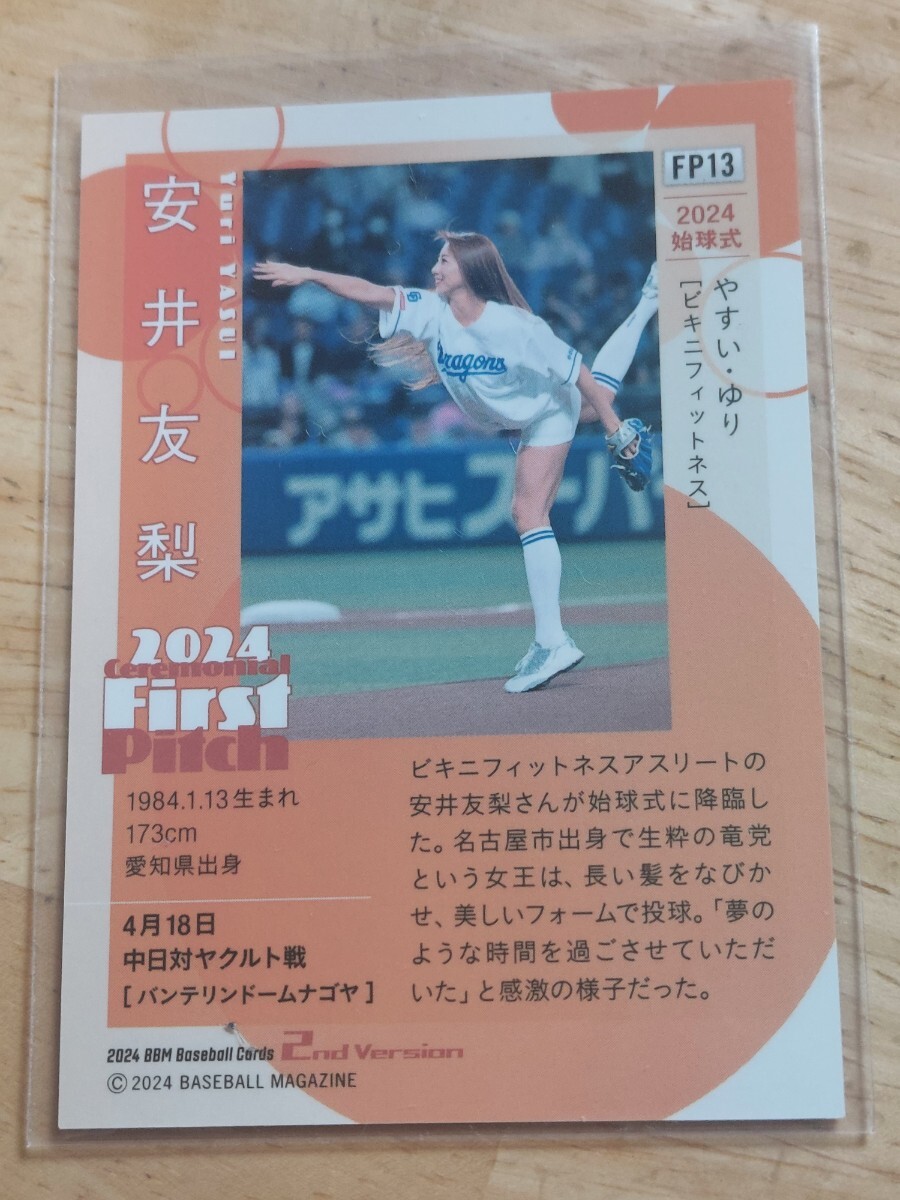 FP13
2024
始球式
やすい・ゆり
[ビキニフィットネス]
安井友梨
Yuri YASUI
Dragons
アサヒスーパ
2024
Ceremonial
First
Pitch
1984.1.13生まれ
173cm
愛知県出身
4月18日
中日対ヤクルト戦
[バンテリンドームナゴヤ]
ビキニフィットネスアスリートの
安井友梨さんが始球式に降臨し
た。名古屋市出身で生粋の竜党
という女王は、長い髪をなびか
せ、美しいフォームで投球。「夢の
ような時間を過ごさせていただ
いた」と感激の様子だった。
2024 BBM Baseball Cards 2nd Version
©2024 BASEBALL MAGAZINE